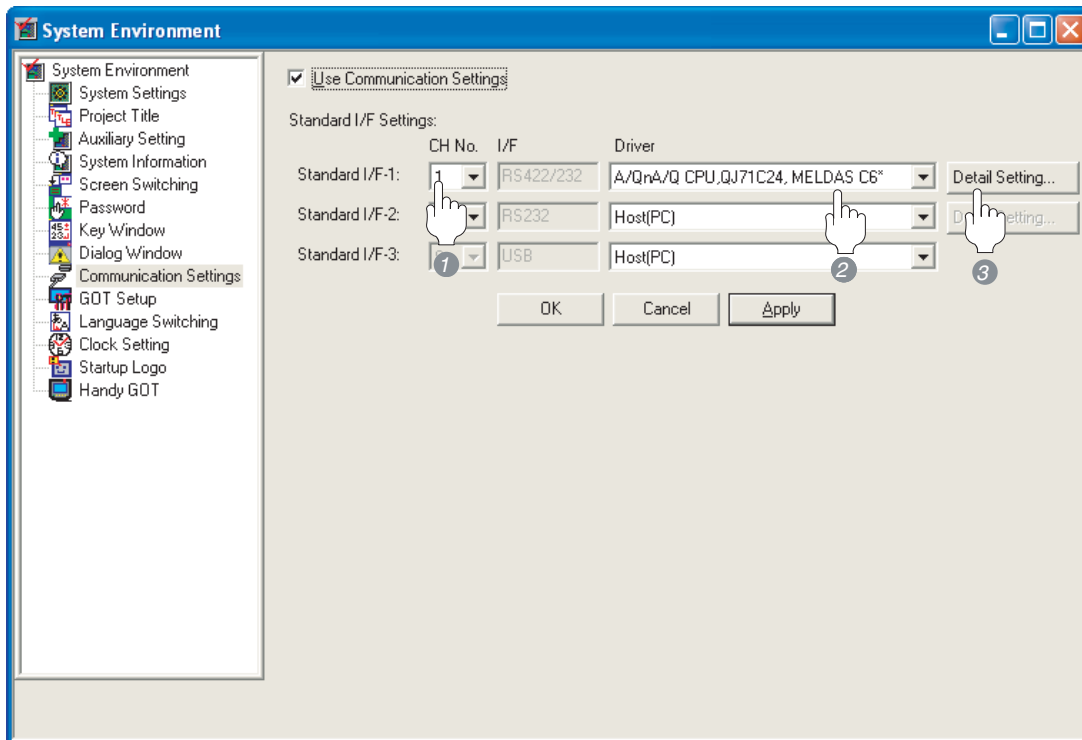 System Environment
System Environment
System Settings
Project Title
Auxiliary Setting
System Information
Screen Switching
Password
Key Window
Dialog Window
Communication Settings
GOT Setup
Language Switching
Clock Setting
Startup Logo
Handy GOT
Use Communication Settings
Standard I/F Settings:
CH No. I/F Driver
Standard I/F-1: 1 RS422/232 A/QnA/Q CPU,QJ71C24, MELDAS C6* Detail Setting...
Standard I/F-2: RS232 Host(PC)
Standard I/F-3: USB Host(PC)
1 2 3
OK Cancel Apply